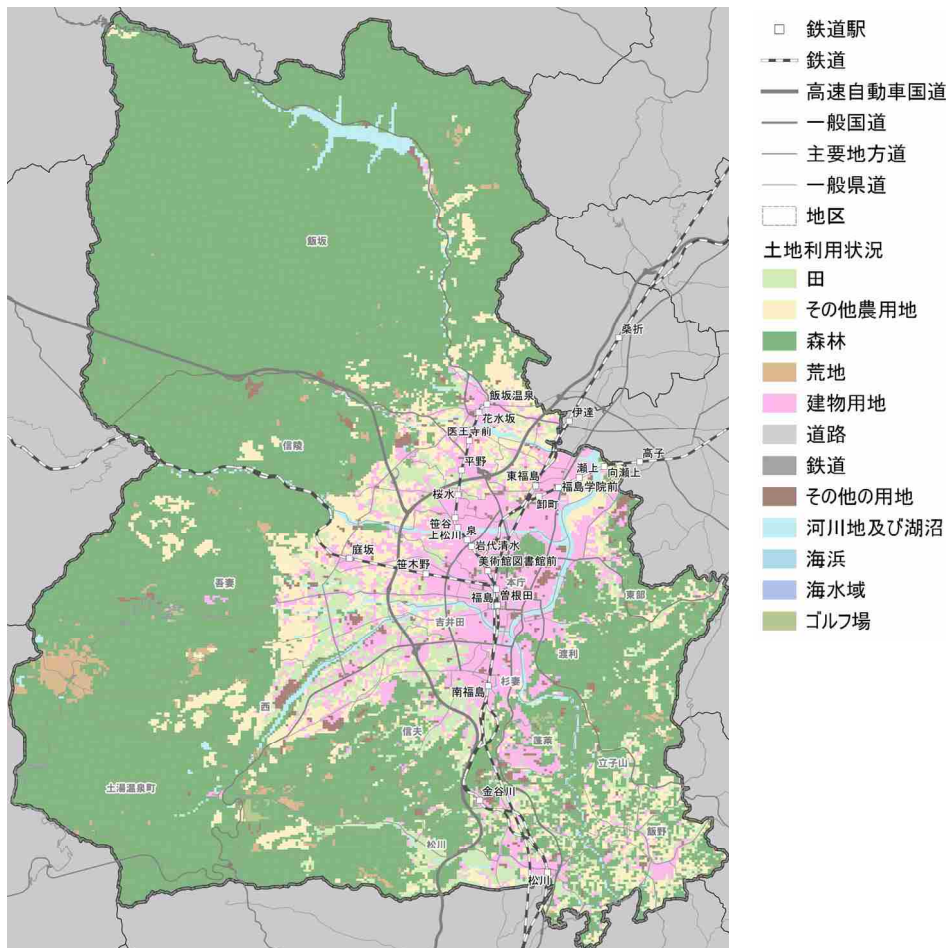 鉄道駅
鉄道
高速自動車国道
一般国道
主要地方道
一般県道
地区
土地利用状況
田
その他農用地
森林
荒地
建物用地
道路
鉄道
その他の用地
河川地及び湖沼
海浜
海水域
ゴルフ場
飯坂
桑折
飯坂温泉
花水坂
伊達
医王寺前
信陵
高子
平野
瀬上
向瀬上
東福島
福島学院前
桜水
卸町
笹谷
上松川
泉
岩代清水
庭坂
美術館図書館前
笹木野
本庁
吾妻
曽根田
東部
福島
吉井田
渡利
杉妻
南福島
西
信夫
蓬莱
立子山
土湯温泉町
金谷川
飯野
松川
松川